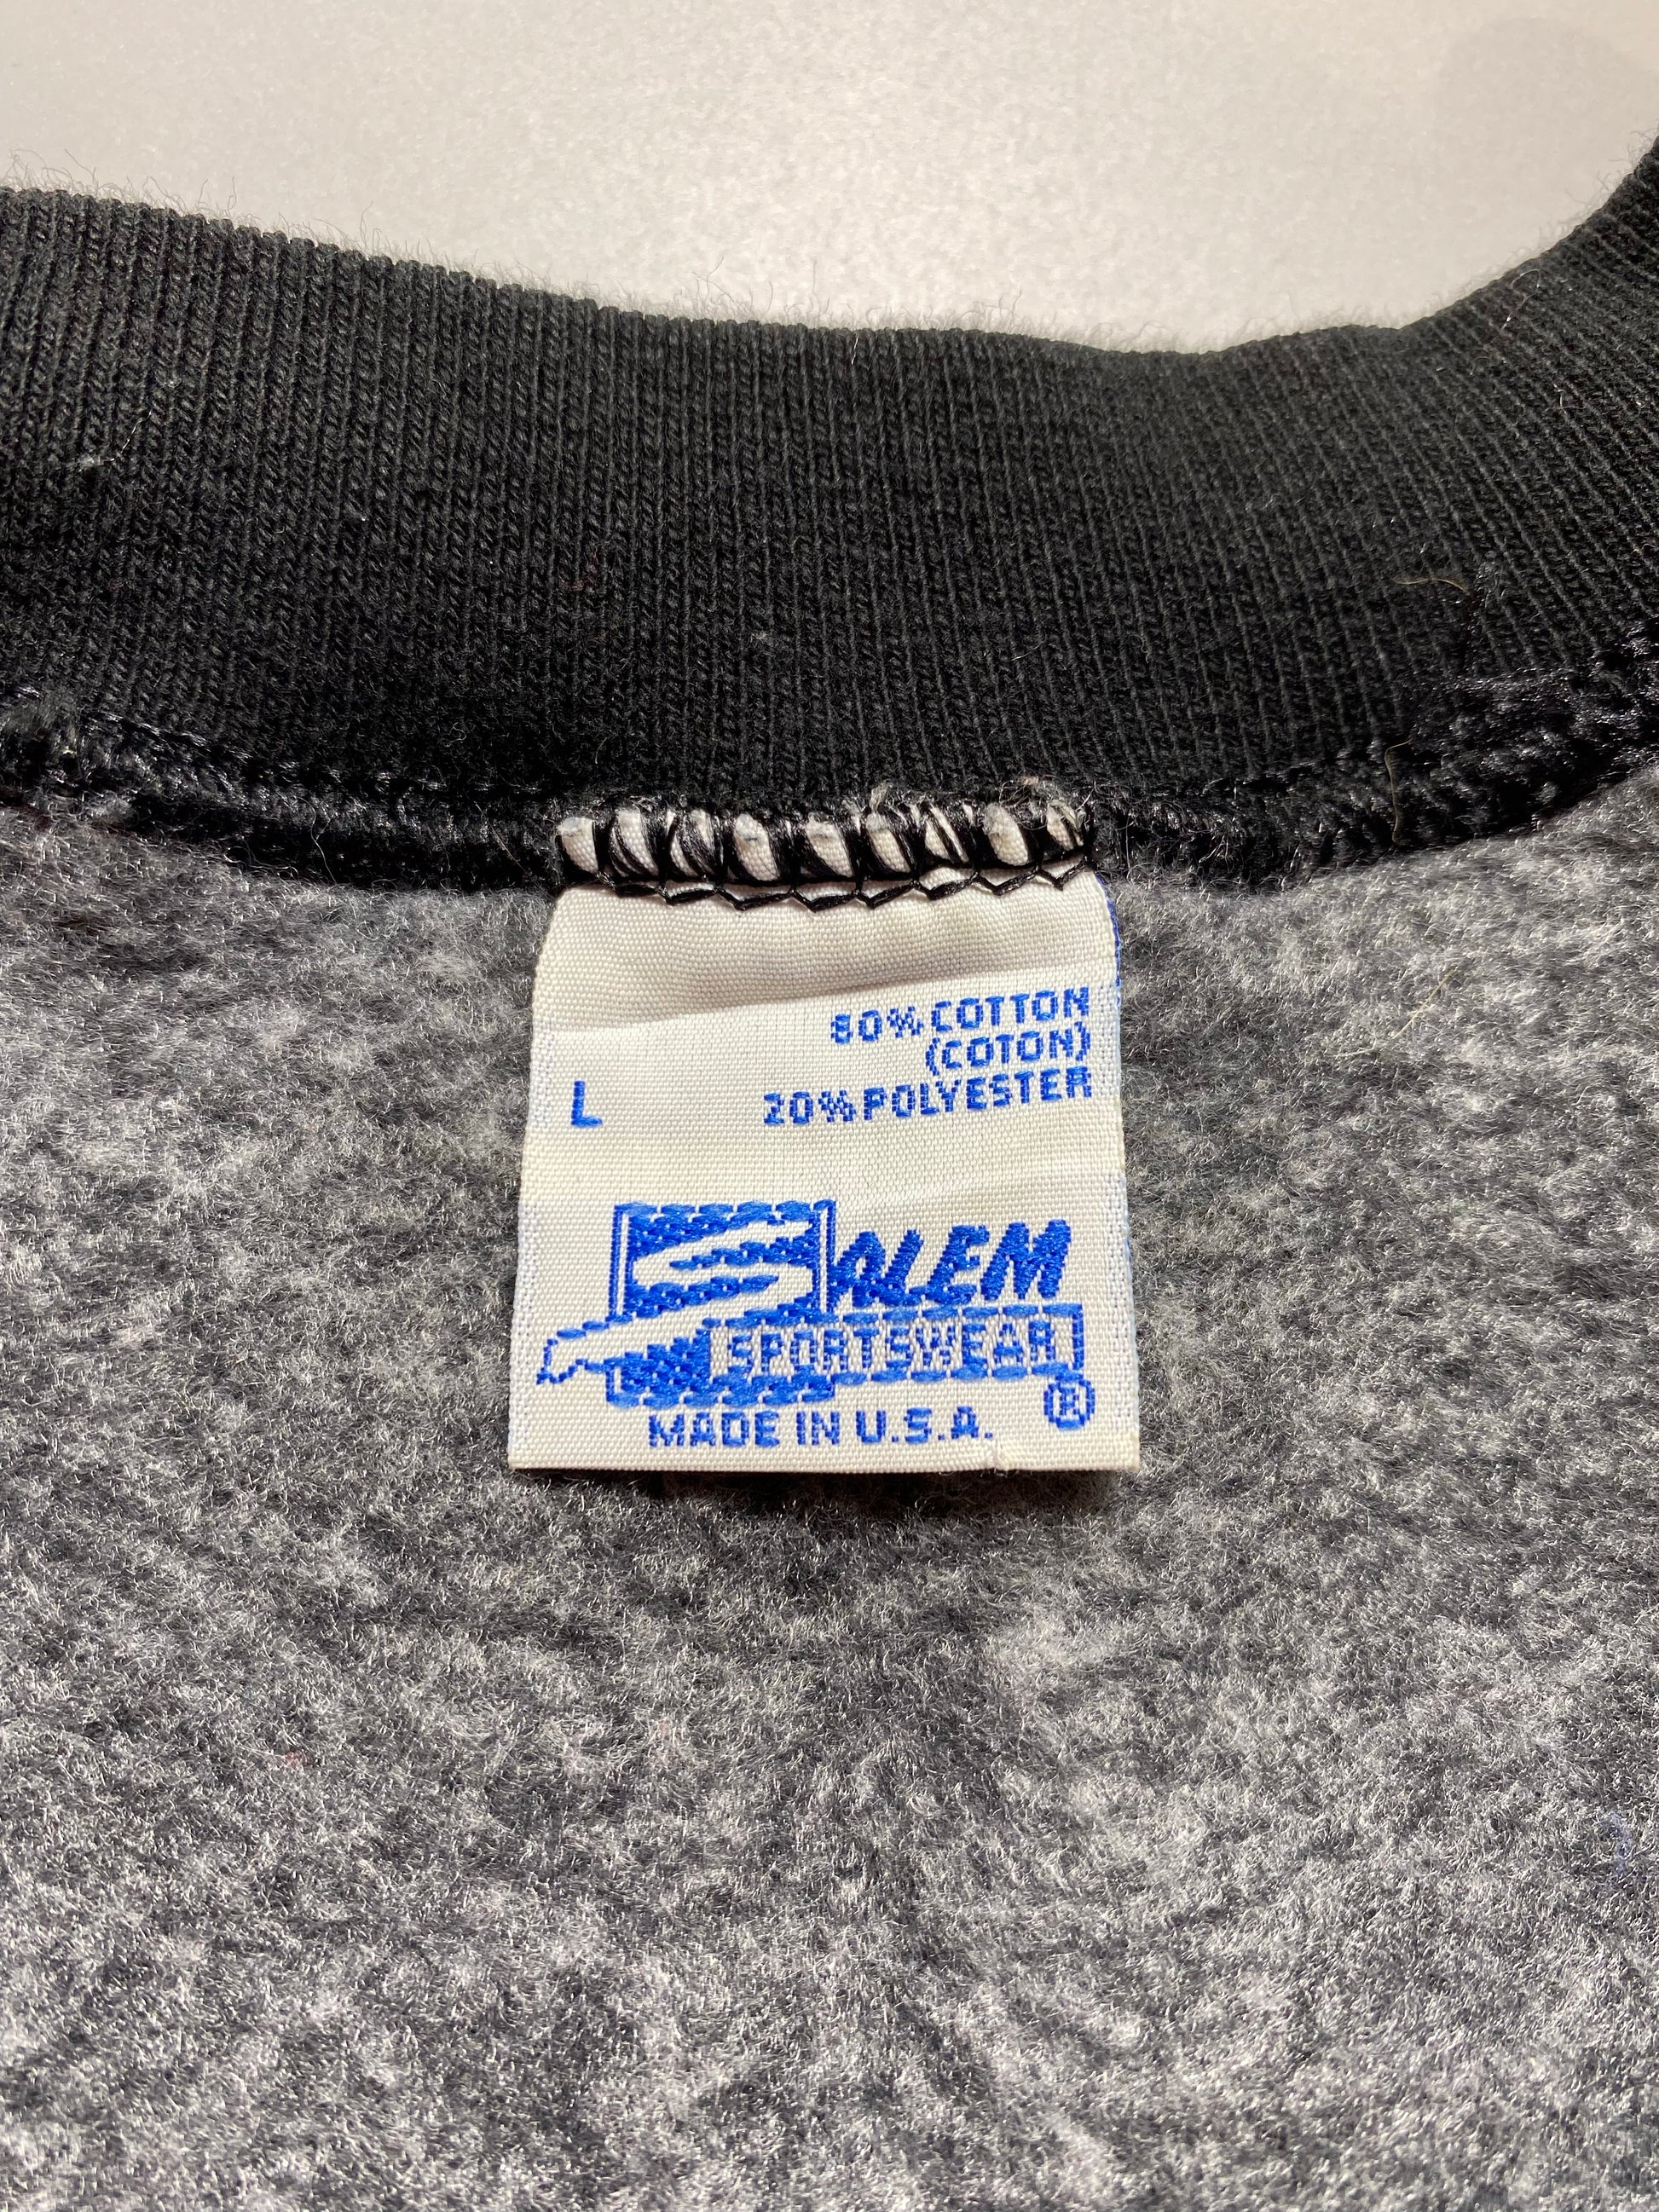 80% COTTON
(COTON)
L 20% POLYESTER
SALEM
SPORTSWEAR
®
MADE IN U.S.A.